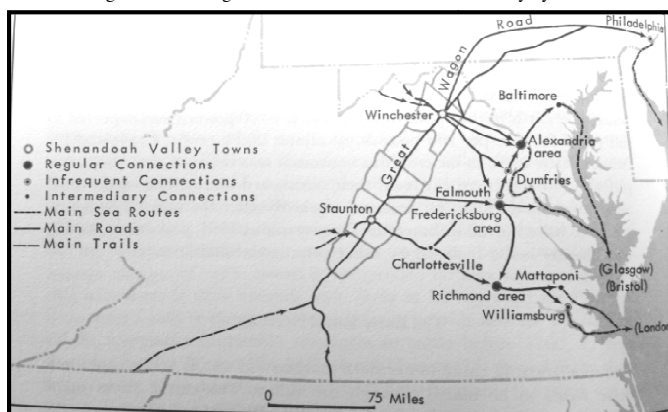 Road
Philadelphia
Wagon
Great
Winchester
Baltimore
Alexandria
area
Dumfries
Falmouth
Fredericksburg
area
Staunton
Charlottesville
Mattaponi
Richmond area
Williamsburg
(Glasgow)
(Bristol)
(London
Shenandoah Valley Towns
Regular Connections
Infrequent Connections
Intermediary Connections
Main Sea Routes
Main Roads
Main Trails
0 75 Miles